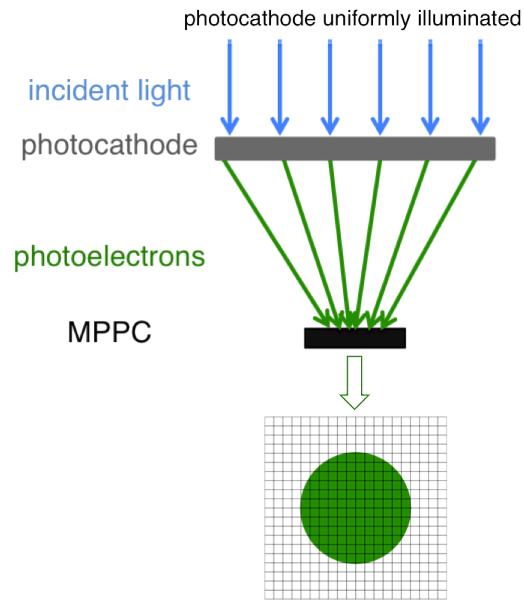 photocathode uniformly illuminated
incident light
photocathode
photoelectrons
MPPC